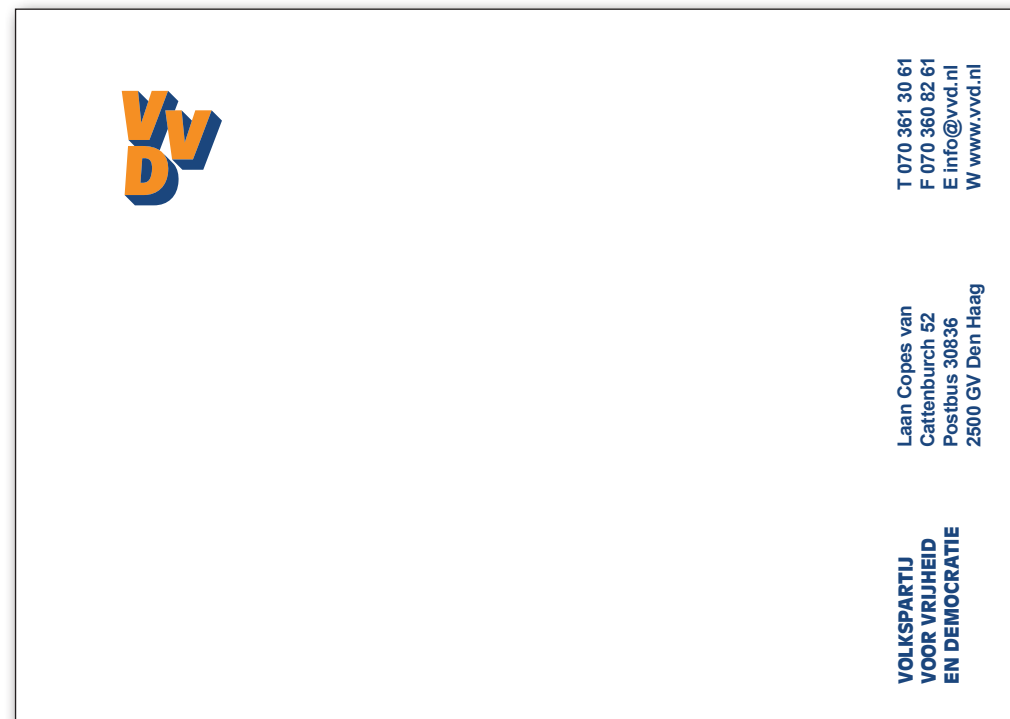 VV
D
T 070 361 30 61
F 070 360 82 61
E info@vvd.nl
W www.vvd.nl
Laan Copes van
Cattenburch 52
Postbus 30836
2500 GV Den Haag
VOLKSPARTIJ
VOOR VRIJHEID
EN DEMOCRATIE